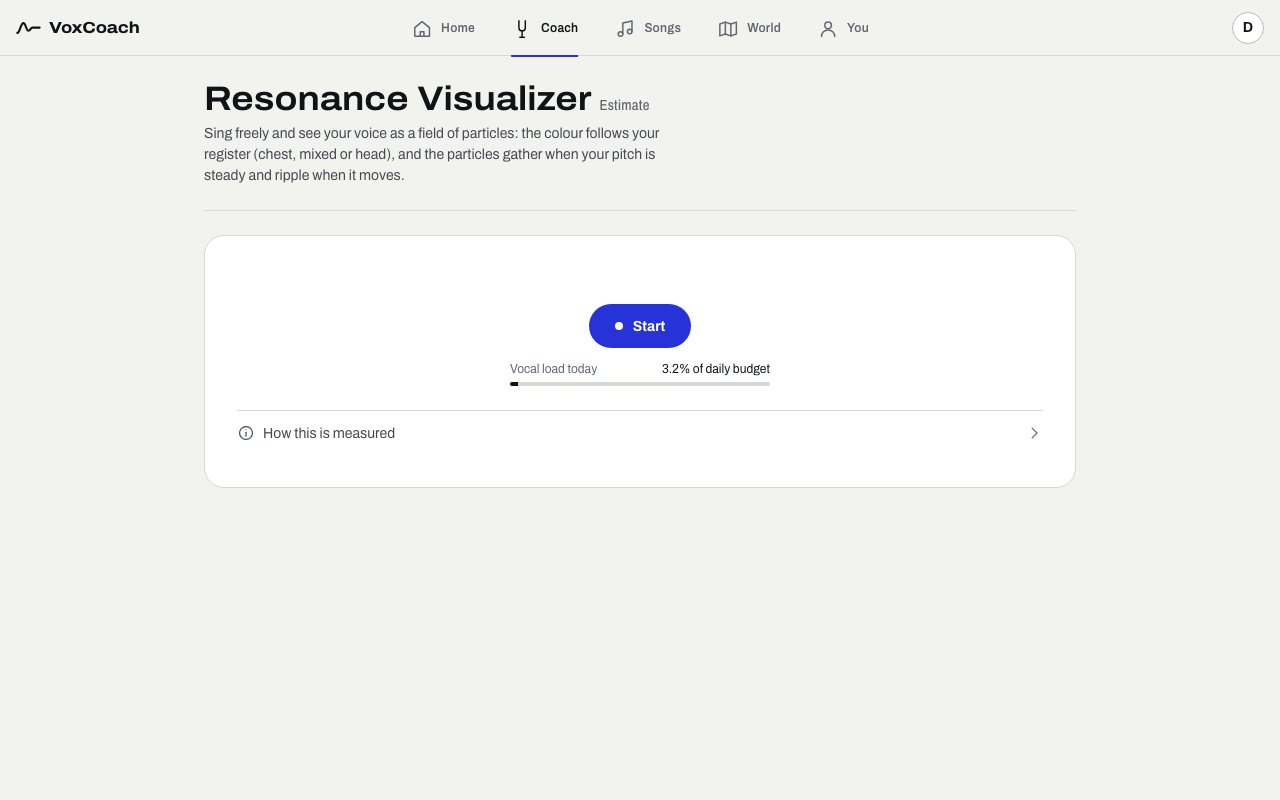 VoxCoach
Home
Coach
Songs
World
You
D
Resonance Visualizer Estimate
Sing freely and see your voice as a field of particles: the colour follows your
register (chest, mixed or head), and the particles gather when your pitch is
steady and ripple when it moves.
Start
Vocal load today 3.2% of daily budget
How this is measured